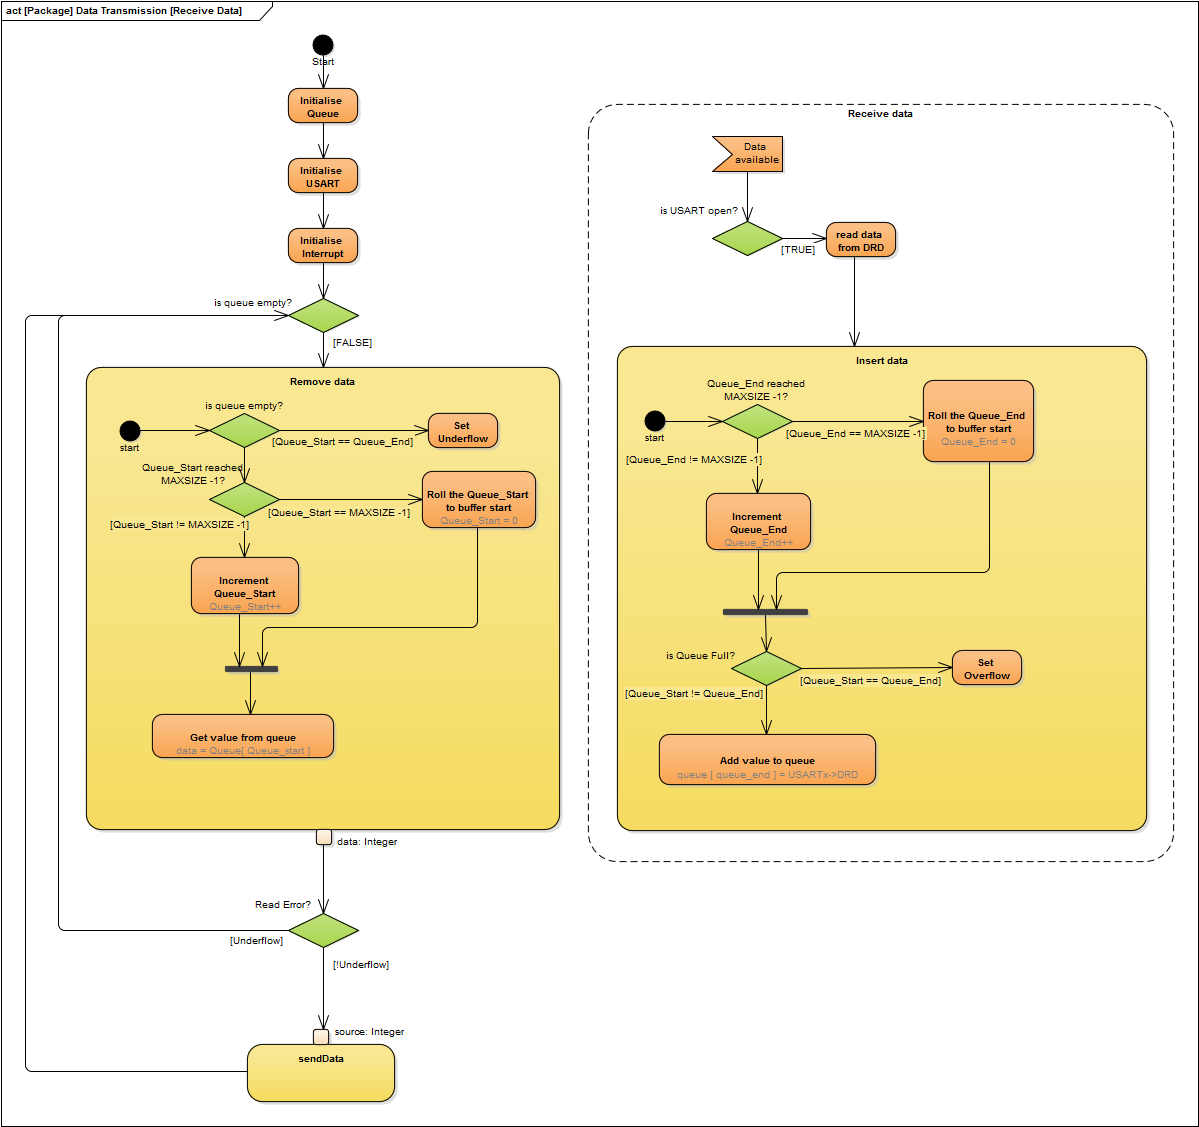 act [Package] Data Transmission [Receive Data]
Start
Initialise
Queue
Initialise
USART
Initialise
Interrupt
is queue empty?
[FALSE]
Remove data
is queue empty?
start
[Queue_Start == Queue_End]
Set
Underflow
Queue_Start reached
MAXSIZE -1?
[Queue_Start == MAXSIZE -1]
Roll the Queue_Start
to buffer start
Queue_Start = 0
[Queue_Start != MAXSIZE -1]
Increment
Queue_Start
Queue_Start++
Get value from queue
data = Queue[ Queue_start ]
data: Integer
Read Error?
[Underflow]
[!Underflow]
source: Integer
sendData
Receive data
Data
available
is USART open?
[TRUE]
read data
from DRD
Insert data
Queue_End reached
MAXSIZE -1?
start
[Queue_End == MAXSIZE -1]
Roll the Queue_End
to buffer start
Queue_End = 0
[Queue_End != MAXSIZE -1]
Increment
Queue_End
Queue_End++
is Queue Full?
[Queue_Start == Queue_End]
Set
Overflow
[Queue_Start != Queue_End]
Add value to queue
queue [ queue_end ] = USARTx->DRD